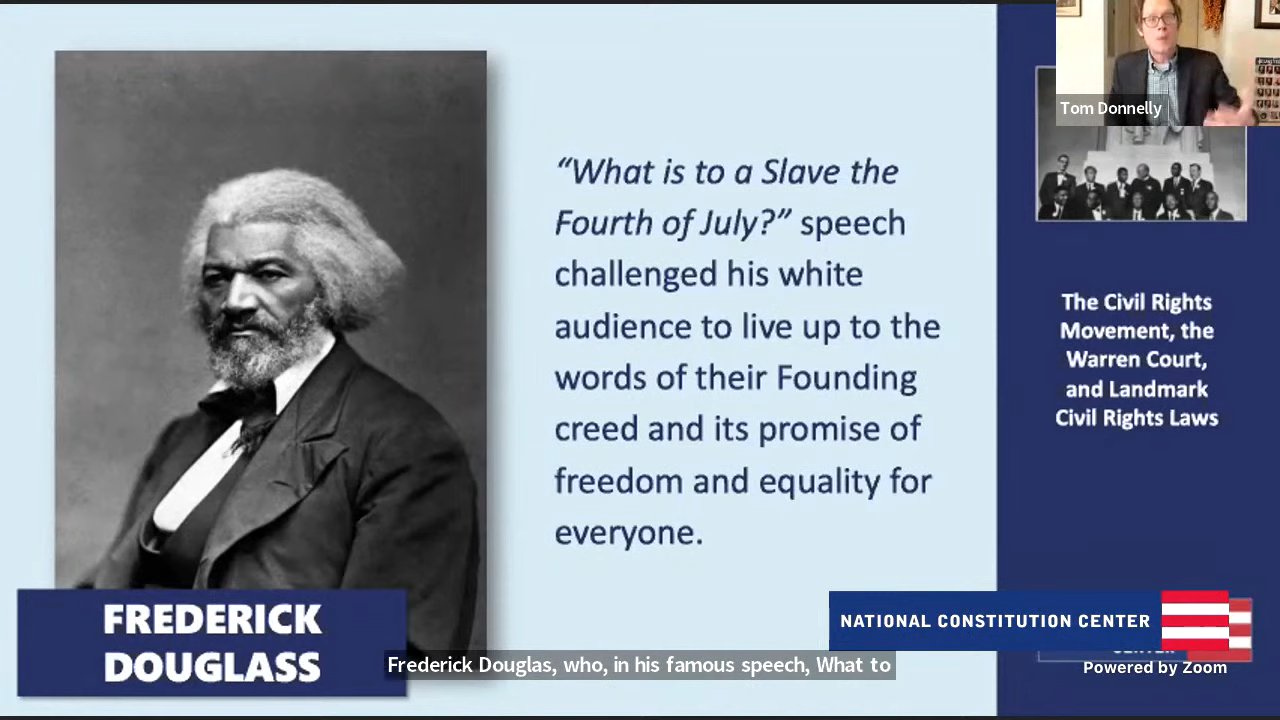 “What is to a Slave the
Fourth of July?” speech
challenged his white
audience to live up to the
words of their Founding
creed and its promise of
freedom and equality for
everyone.
FREDERICK
DOUGLASS
Tom Donnelly
The Civil Rights
Movement, the
Warren Court,
and Landmark
Civil Rights Laws
NATIONAL CONSTITUTION CENTER
Powered by Zoom
Frederick Douglas, who, in his famous speech, What to